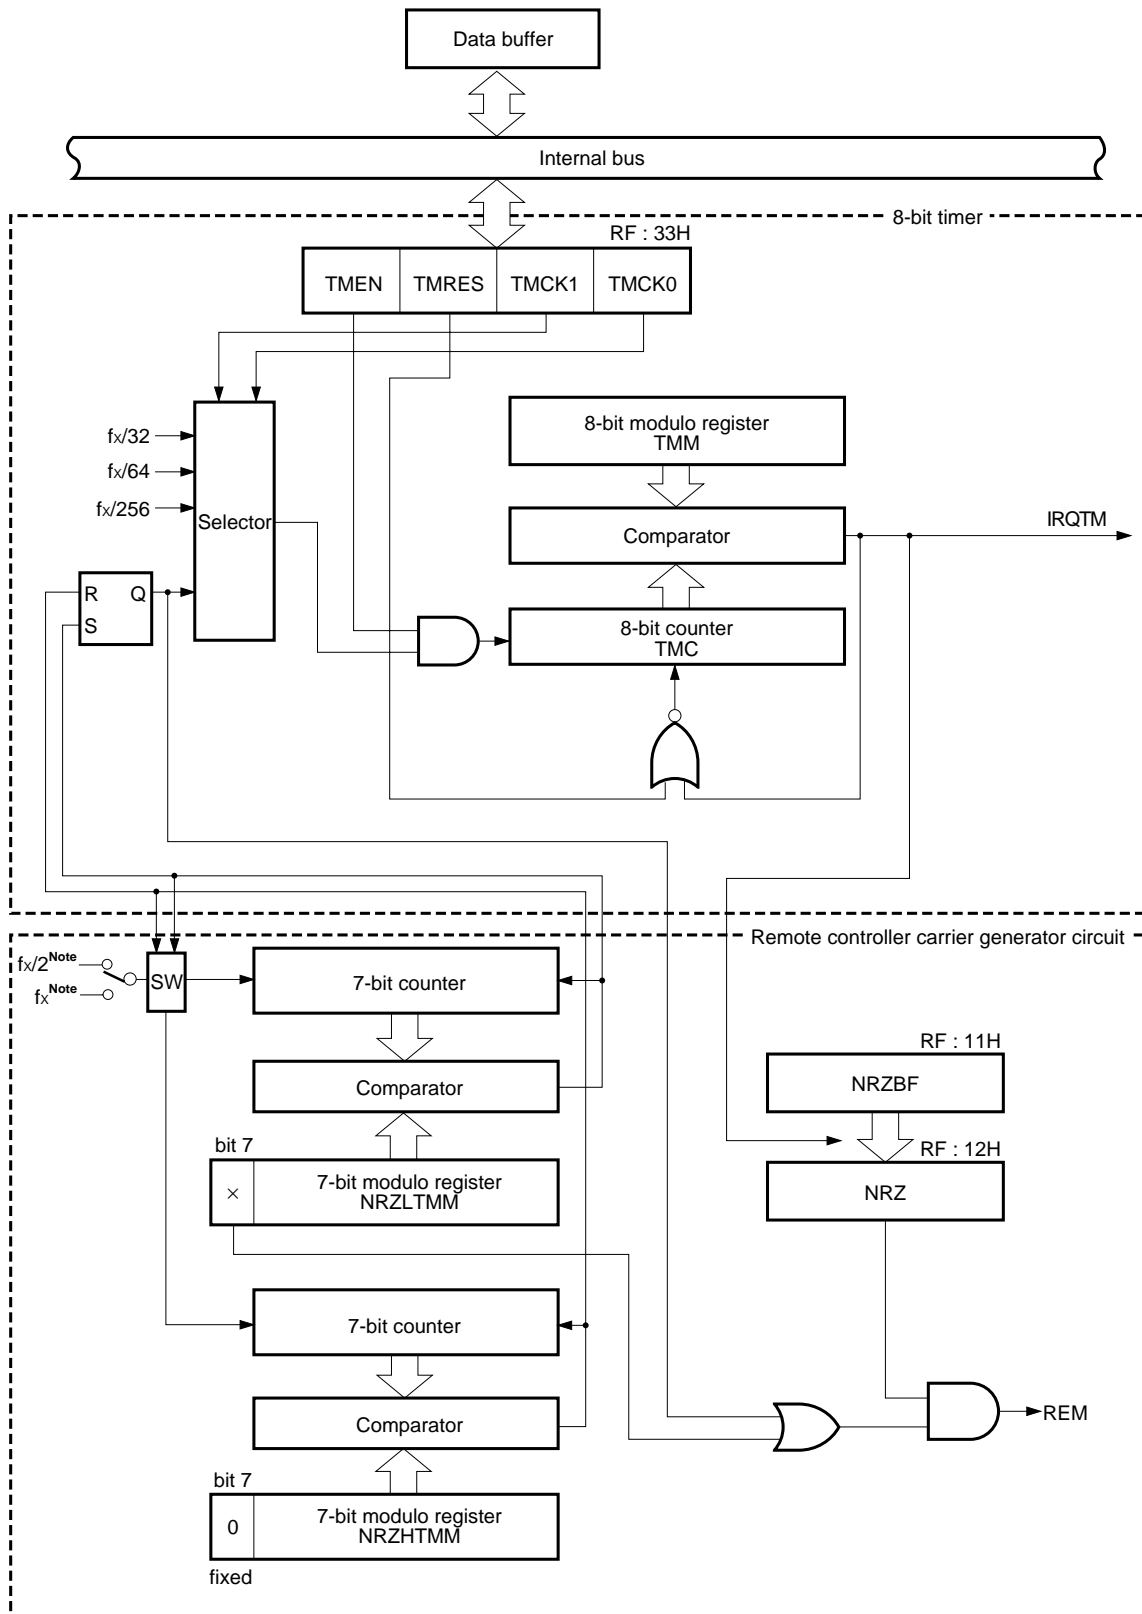 Data buffer
Internal bus
8-bit timer
RF : 33H
TMEN TMRES TMCK1 TMCK0
8-bit modulo register
TMM
fX/32
fX/64
fX/256
Selector
Comparator
IRQTM
R Q
S
8-bit counter
TMC
Remote controller carrier generator circuit
fX/2Note
fXNote
SW
7-bit counter
Comparator
RF : 11H
NRZBF
RF : 12H
NRZ
bit 7
× 7-bit modulo register
NRZLTMM
7-bit counter
Comparator
REM
bit 7
0 7-bit modulo register
NRZHTMM
fixed